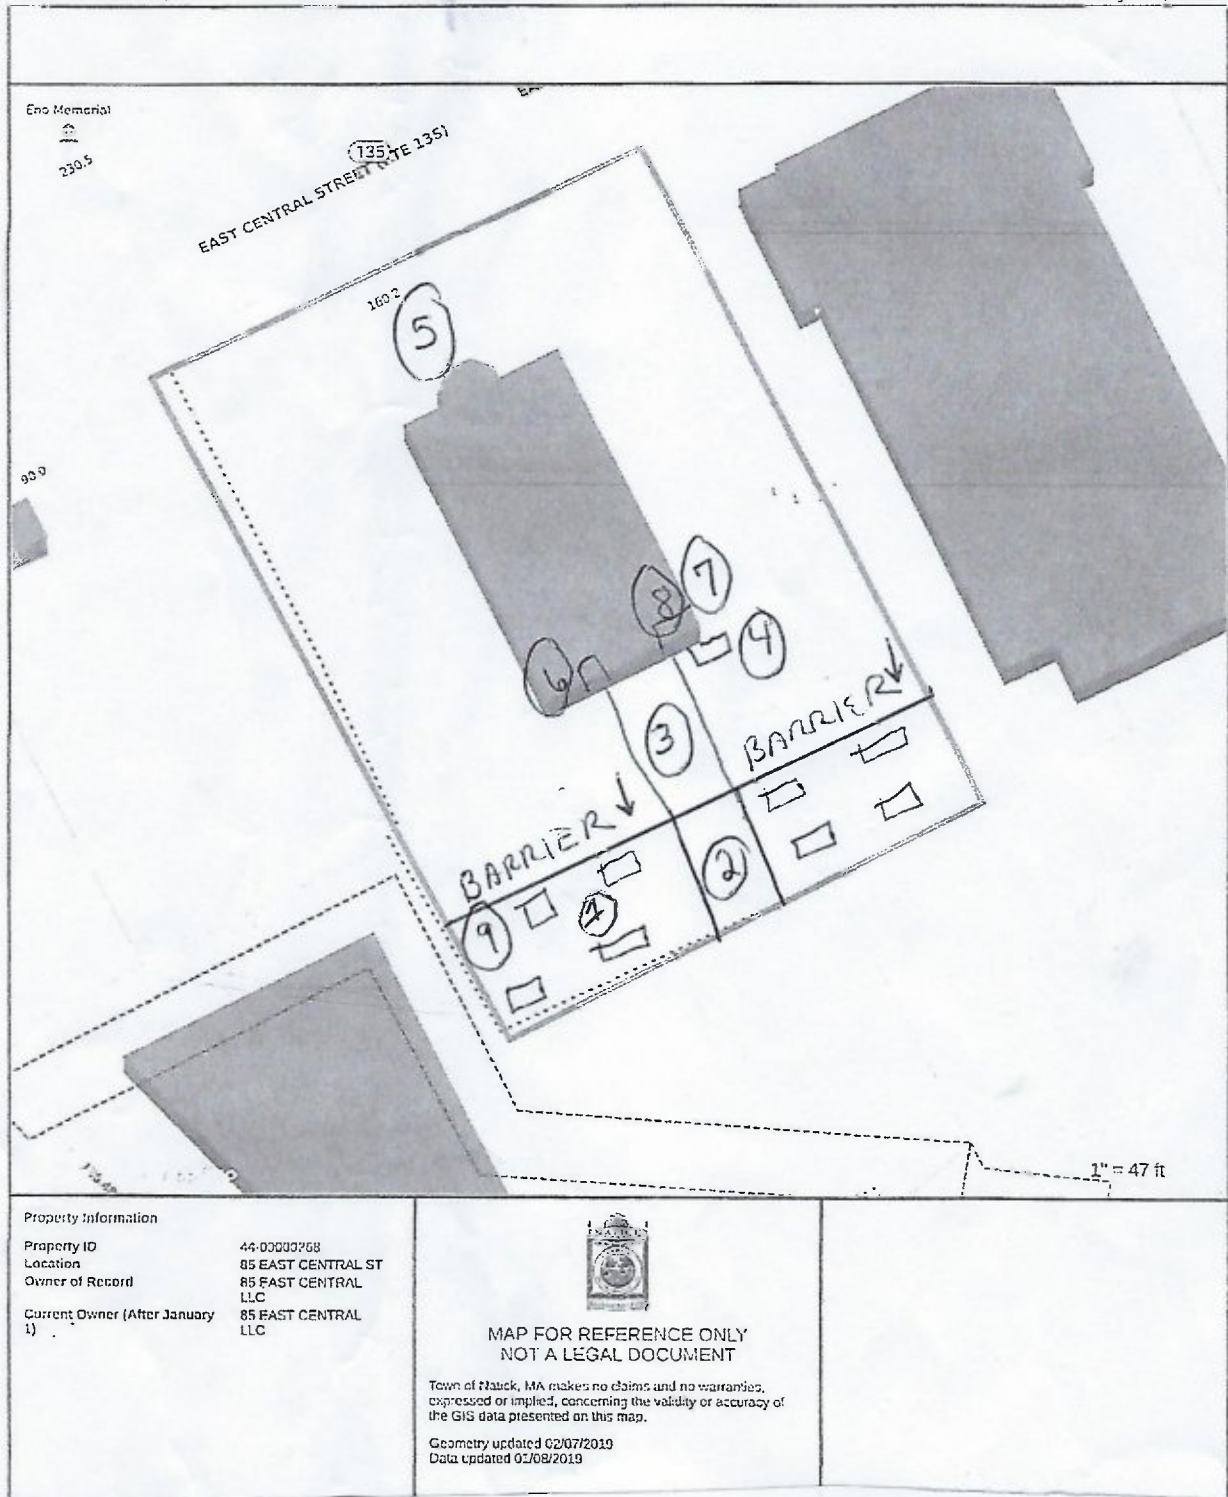 Eno Memorial
230.5
135
EAST CENTRAL STREET (RTE 135)
160.2
5
93.0
8
7
4
6
3
BARRIER
BARRIER
2
1
9
1" = 47 ft
Property Information
Property ID 44-00000268
Location 85 EAST CENTRAL ST
Owner of Record 85 EAST CENTRAL
LLC
Current Owner (After January 85 EAST CENTRAL
1) LLC
MAP FOR REFERENCE ONLY
NOT A LEGAL DOCUMENT
Town of Natick, MA makes no claims and no warranties,
expressed or implied, concerning the validity or accuracy of
the GIS data presented on this map.
Geometry updated 02/07/2019
Data updated 01/08/2019